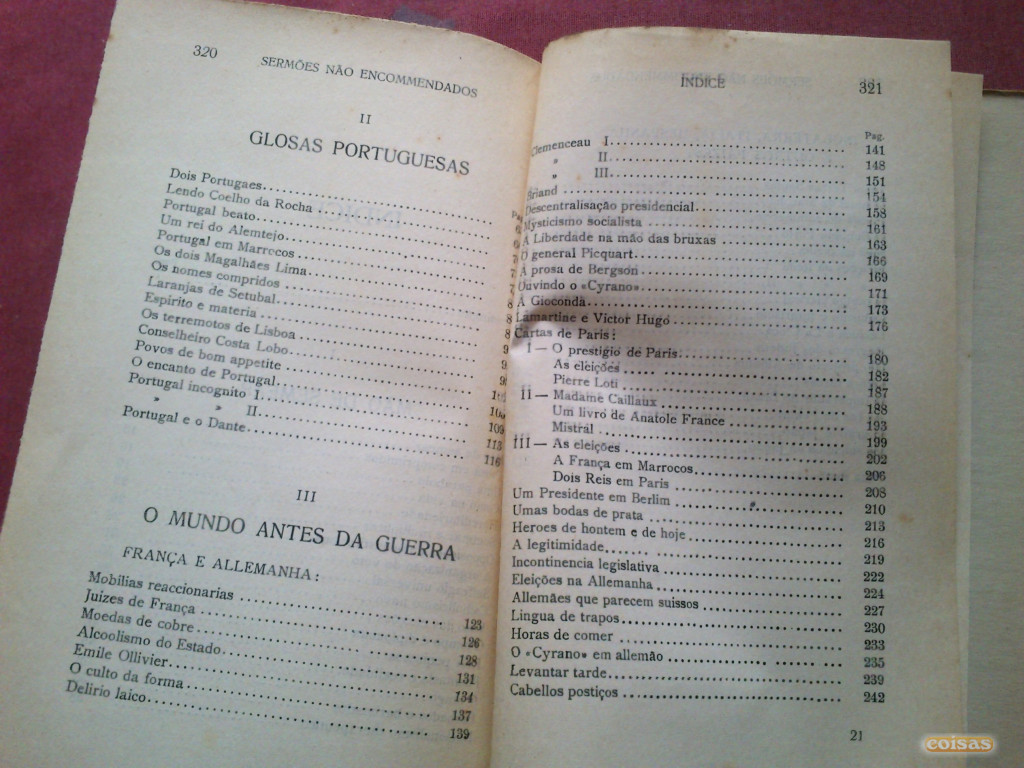 320
SERMÕES NÃO ENCOMMENDADOS
II
GLOSAS PORTUGUESAS
Dois Portugaes
Lendo Coelho da Rocha
Portugal beato
Um rei do Alemtejo
Portugal em Marrocos
Os dois Magalhães Lima
Os nomes compridos
Laranjas de Setubal
Espirito e materia
Os terremotos de Lisboa
Conselheiro Costa Lobo
Povos de bom appetite
O encanto de Portugal
Portugal incognito I
» » II 109
Portugal e o Dante 113
116
III
O MUNDO ANTES DA GUERRA
FRANÇA E ALLEMANHA:
Mobilias reaccionarias 123
Juizes de França 126
Moedas de cobre 128
Alcoolismo do Estado 131
Emile Ollivier 134
O culto da forma 137
Delirio laico 139
INDICE
321
Pag.
Clemenceau I 141
» II 148
» III 151
Briand 154
Descentralisação presidencial 158
Mysticismo socialista 161
A Liberdade na mão das bruxas 163
O general Picquart 166
A prosa de Bergson 169
Ouvindo o «Cyrano» 171
A Gioconda 173
Lamartine e Victor Hugo 176
Cartas de Paris:
I — O prestigio de Paris 180
As eleições 182
Pierre Loti 187
II — Madame Caillaux 188
Um livro de Anatole France 193
Mistral 199
III — As eleições 202
A França em Marrocos 206
Dois Reis em Paris 208
Um Presidente em Berlim 210
Umas bodas de prata 213
Heroes de hontem e de hoje 216
A legitimidade 219
Incontinencia legislativa 222
Eleições na Allemanha 224
Allemães que parecem suissos 227
Lingua de trapos 230
Horas de comer 233
O «Cyrano» em allemão 235
Levantar tarde 239
Cabellos postiços 242
21
coisas